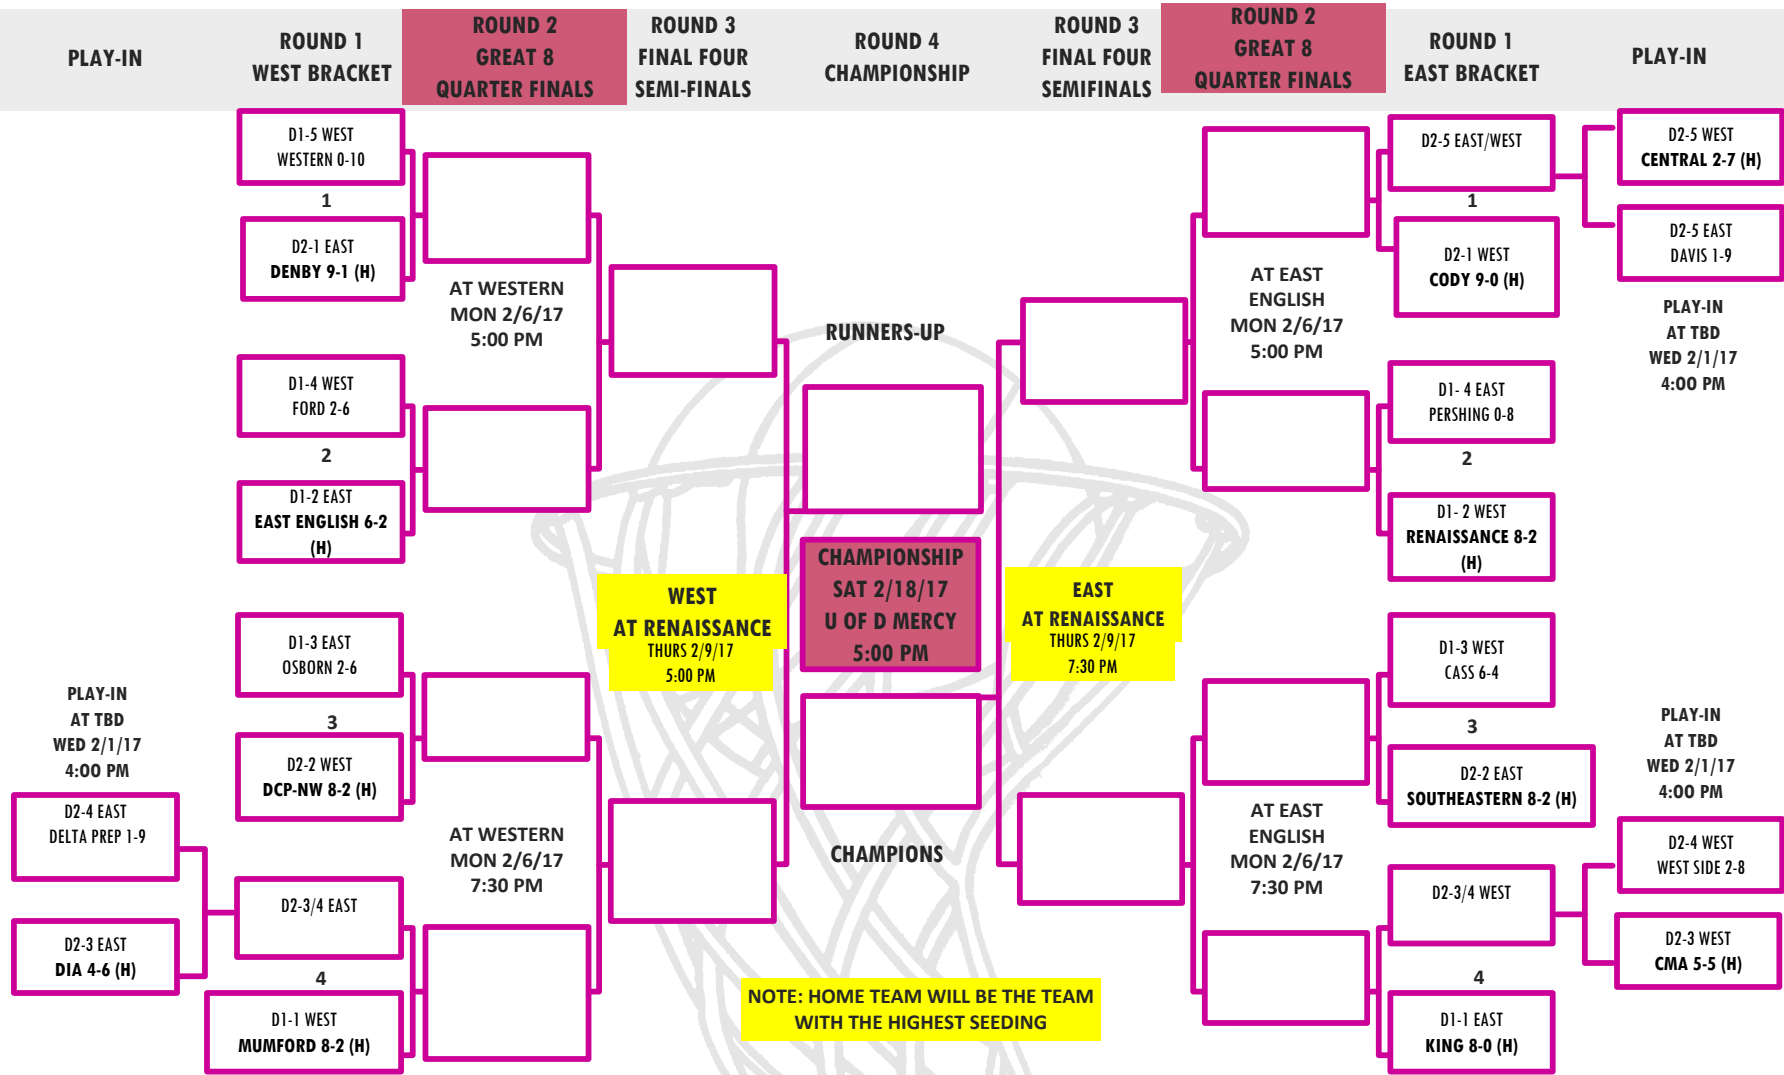 PLAY-IN
ROUND 1
WEST BRACKET
ROUND 2
GREAT 8
QUARTER FINALS
ROUND 3
FINAL FOUR
SEMI-FINALS
ROUND 4
CHAMPIONSHIP
ROUND 3
FINAL FOUR
SEMIFINALS
ROUND 2
GREAT 8
QUARTER FINALS
ROUND 1
EAST BRACKET
PLAY-IN
D1-5 WEST
WESTERN 0-10
1
D2-1 EAST
DENBY 9-1 (H)
AT WESTERN
MON 2/6/17
5:00 PM
D1-4 WEST
FORD 2-6
2
D1-2 EAST
EAST ENGLISH 6-2
(H)
D1-3 EAST
OSBORN 2-6
3
D2-2 WEST
DCP-NW 8-2 (H)
PLAY-IN
AT TBD
WED 2/1/17
4:00 PM
D2-4 EAST
DELTA PREP 1-9
D2-3 EAST
DIA 4-6 (H)
D2-3/4 EAST
4
D1-1 WEST
MUMFORD 8-2 (H)
AT WESTERN
MON 2/6/17
7:30 PM
WEST
AT RENAISSANCE
THURS 2/9/17
5:00 PM
RUNNERS-UP
CHAMPIONSHIP
SAT 2/18/17
U OF D MERCY
5:00 PM
CHAMPIONS
EAST
AT RENAISSANCE
THURS 2/9/17
7:30 PM
NOTE: HOME TEAM WILL BE THE TEAM
WITH THE HIGHEST SEEDING
AT EAST
ENGLISH
MON 2/6/17
5:00 PM
D2-5 EAST/WEST
1
D2-1 WEST
CODY 9-0 (H)
D2-5 WEST
CENTRAL 2-7 (H)
D2-5 EAST
DAVIS 1-9
PLAY-IN
AT TBD
WED 2/1/17
4:00 PM
D1- 4 EAST
PERSHING 0-8
2
D1- 2 WEST
RENAISSANCE 8-2
(H)
D1-3 WEST
CASS 6-4
3
D2-2 EAST
SOUTHEASTERN 8-2 (H)
AT EAST
ENGLISH
MON 2/6/17
7:30 PM
PLAY-IN
AT TBD
WED 2/1/17
4:00 PM
D2-4 WEST
WEST SIDE 2-8
D2-3 WEST
CMA 5-5 (H)
D2-3/4 WEST
4
D1-1 EAST
KING 8-0 (H)